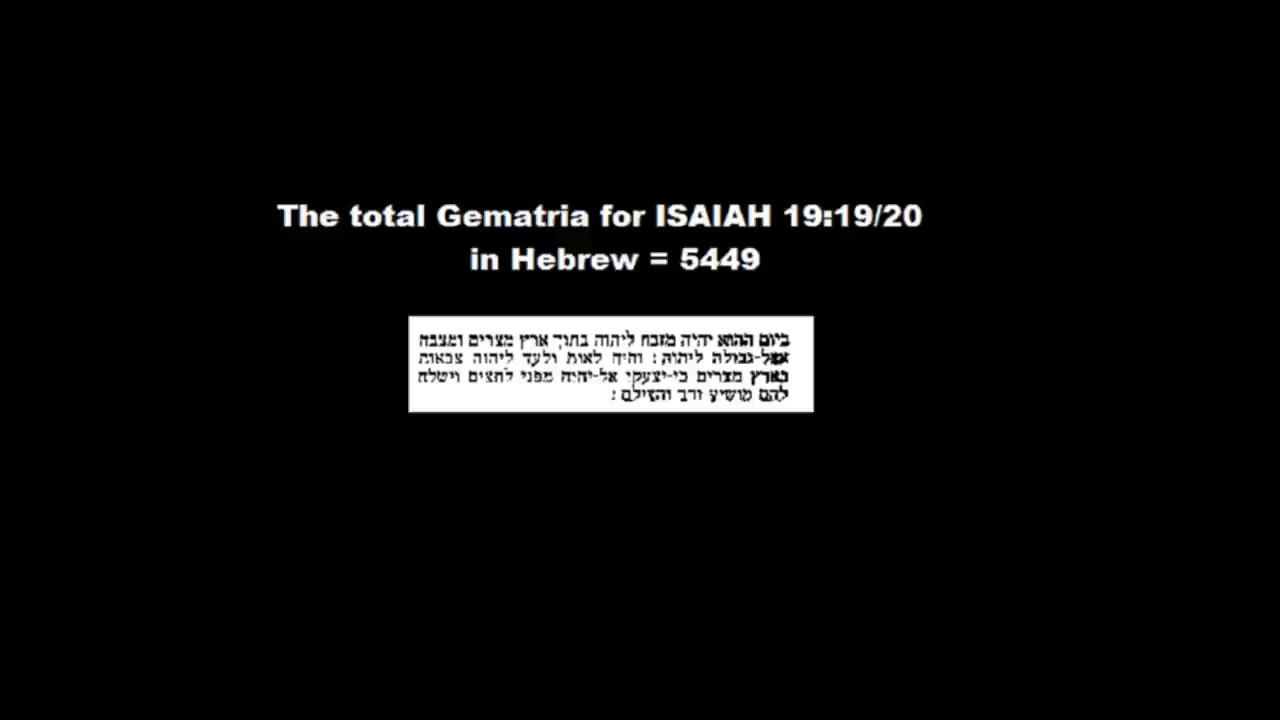 The total Gematria for ISAIAH 19:19/20
in Hebrew = 5449
ביום ההוא יהיה מזבח ליהוה בתוך ארץ מצרים ומצבה
אצל-גבולה ליהוה : והיה לאות ולעד ליהוה צבאות
בארץ מצרים כי-יצעקו אל-יהיה מפני לחצים וישלח
להם מושיע ורב והצילם :